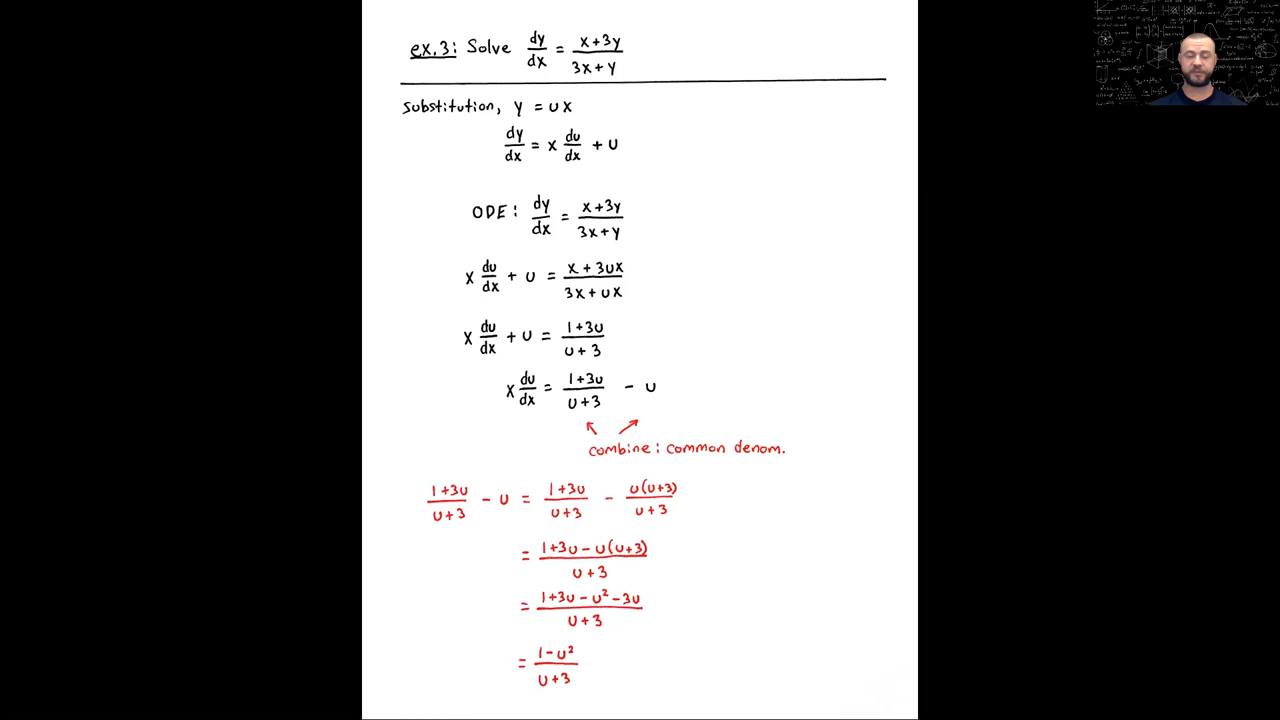 ex.3: Solve dy/dx = (x+3y)/(3x+y)
substitution, y = ux
dy/dx = x du/dx + u
ODE: dy/dx = (x+3y)/(3x+y)
x du/dx + u = (x+3ux)/(3x+ux)
x du/dx + u = (1+3u)/(u+3)
x du/dx = (1+3u)/(u+3) - u
combine: common denom.
(1+3u)/(u+3) - u = (1+3u)/(u+3) - u(u+3)/(u+3)
= (1+3u-u(u+3))/(u+3)
= (1+3u-u²-3u)/(u+3)
= (1-u²)/(u+3)